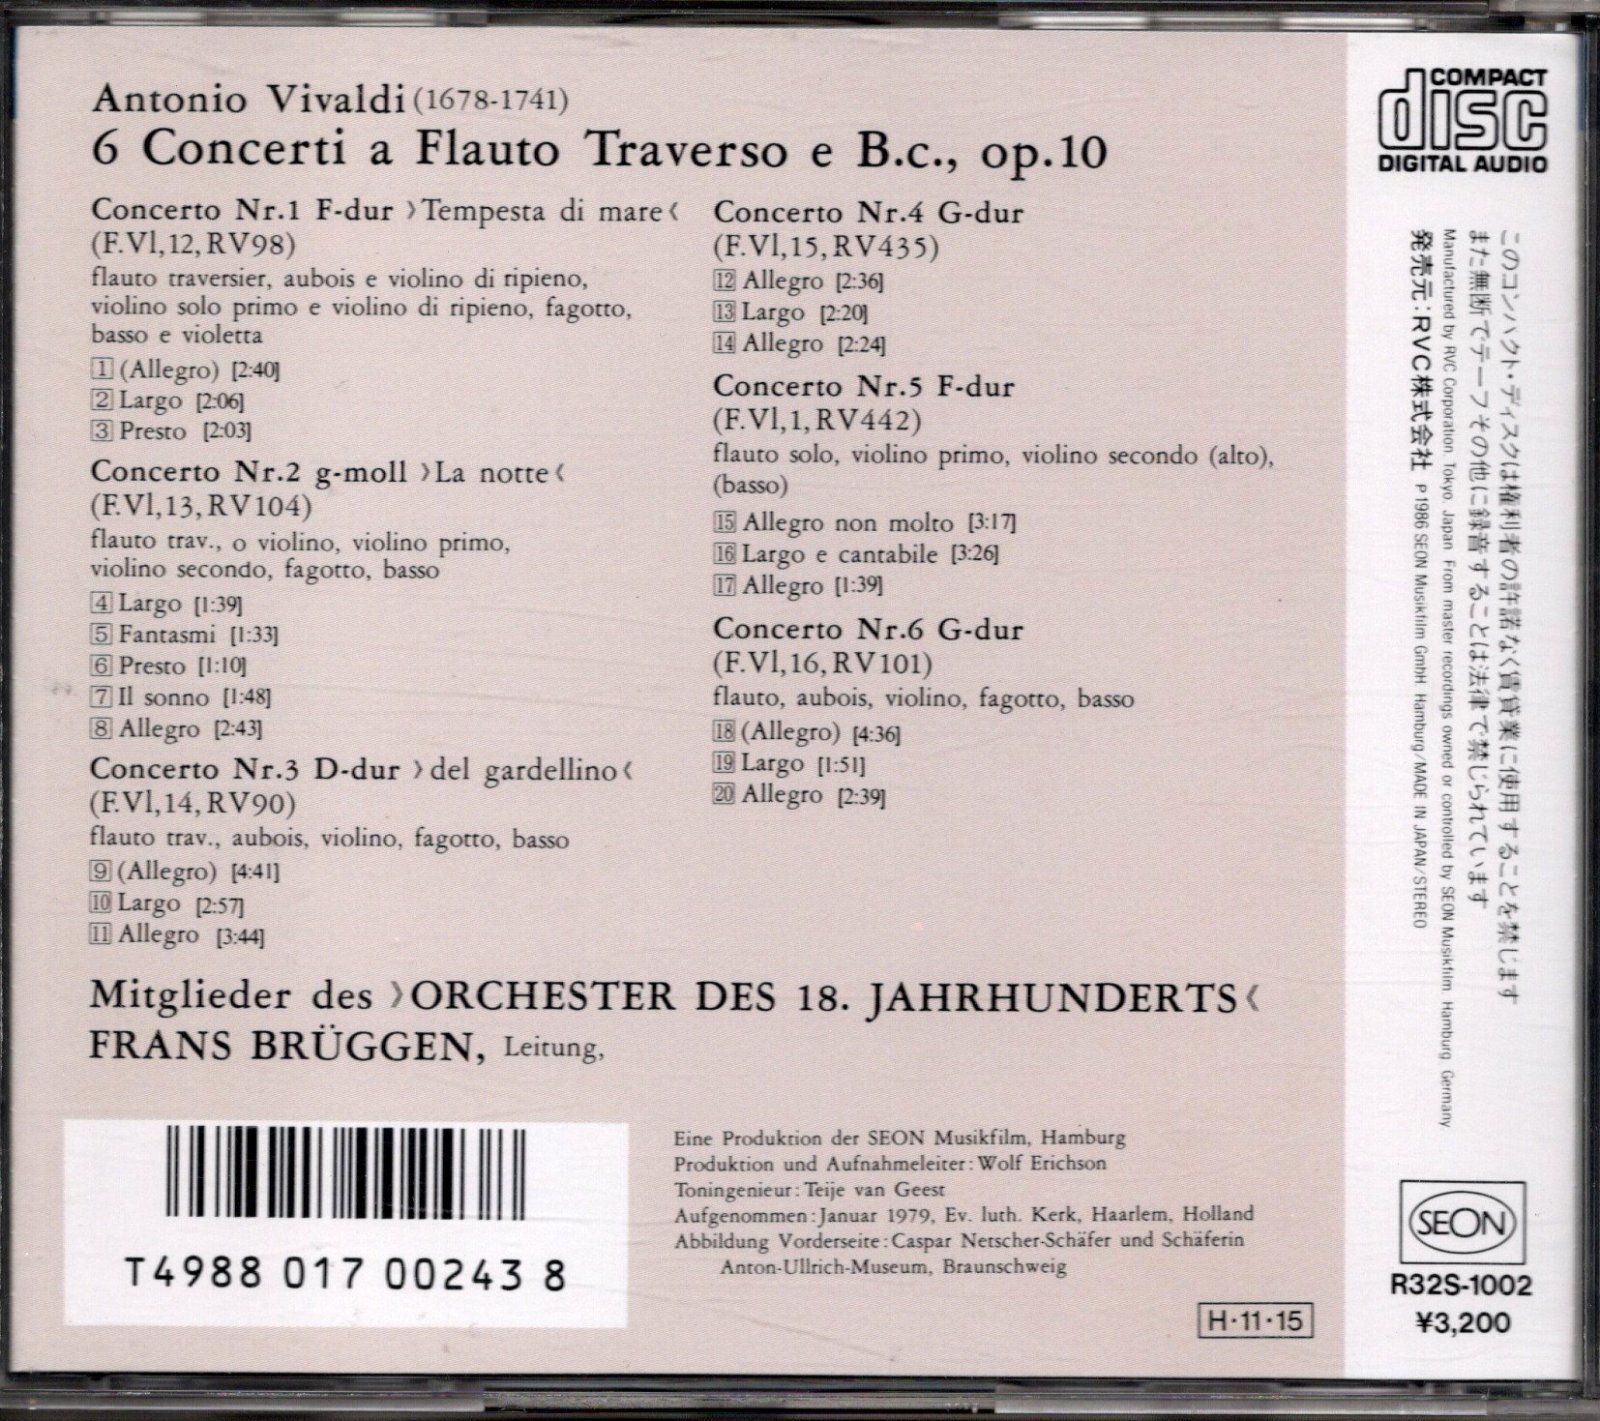 Antonio Vivaldi (1678-1741)
6 Concerti a Flauto Traverso e B.c., op.10
Concerto Nr.1 F-dur 〉Tempesta di mare〈
(F.Vl,12,RV98)
flauto traversier, aubois e violino di ripieno,
violino solo primo e violino di ripieno, fagotto,
basso e violetta
1 (Allegro) [2:40]
2 Largo [2:06]
3 Presto [2:03]
Concerto Nr.2 g-moll 〉La notte〈
(F.Vl,13,RV104)
flauto trav., o violino, violino primo,
violino secondo, fagotto, basso
4 Largo [1:39]
5 Fantasmi [1:33]
6 Presto [1:10]
7 Il sonno [1:48]
8 Allegro [2:43]
Concerto Nr.3 D-dur 〉del gardellino〈
(F.Vl,14,RV90)
flauto trav., aubois, violino, fagotto, basso
9 (Allegro) [4:41]
10 Largo [2:57]
11 Allegro [3:44]
Concerto Nr.4 G-dur
(F.Vl,15,RV435)
12 Allegro [2:36]
13 Largo [2:20]
14 Allegro [2:24]
Concerto Nr.5 F-dur
(F.Vl,1,RV442)
flauto solo, violino primo, violino secondo (alto),
(basso)
15 Allegro non molto [3:17]
16 Largo e cantabile [3:26]
17 Allegro [1:39]
Concerto Nr.6 G-dur
(F.Vl,16,RV101)
flauto, aubois, violino, fagotto, basso
18 (Allegro) [4:36]
19 Largo [1:51]
20 Allegro [2:39]
Mitglieder des 〉ORCHESTER DES 18. JAHRHUNDERTS〈
FRANS BRÜGGEN, Leitung,
T4988 017 00243 8
Eine Produktion der SEON Musikfilm, Hamburg
Produktion und Aufnahmeleiter: Wolf Erichson
Toningenieur: Teije van Geest
Aufgenommen: Januar 1979, Ev. luth. Kerk, Haarlem, Holland
Abbildung Vorderseite: Caspar Netscher-Schäfer und Schäferin
Anton-Ullrich-Museum, Braunschweig
H・11・15
COMPACT
disc
DIGITAL AUDIO
このコンパクト・ディスクは権利者の許諾なく賃貸業に使用することを禁じます
また無断でテープその他に録音することは法律で禁じられています
Manufactured by RVC Corporation, Tokyo, Japan From master recordings owned or controlled by SEON Musikfilm, Hamburg, Germany
発売元:RVC株式会社 P 1986 SEON Musikfilm GmbH Hamburg/MADE IN JAPAN/STEREO
SEON
R32S-1002
¥3,200